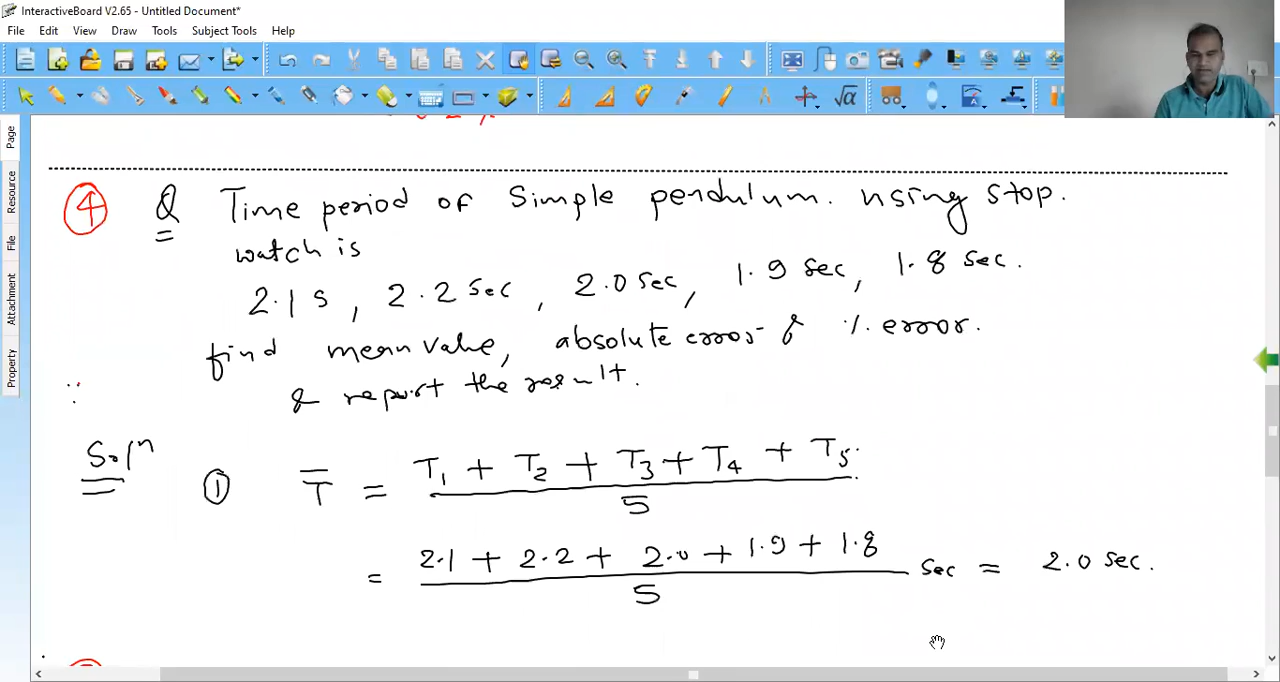 InteractiveBoard V2.65 - Untitled Document*
File Edit View Draw Tools Subject Tools Help
Page
Resource
File
Attachment
Property
④ Q Time period of Simple pendulum. using stop.
watch is
2.1 s, 2.2 sec, 2.0 sec, 1.9 sec, 1.8 sec.
find mean value, absolute error & %. error.
& report the result.
Solⁿ ① T̅ = T₁ + T₂ + T₃ + T₄ + T₅
5
= 2.1 + 2.2 + 2.0 + 1.9 + 1.8 sec = 2.0 sec.
5